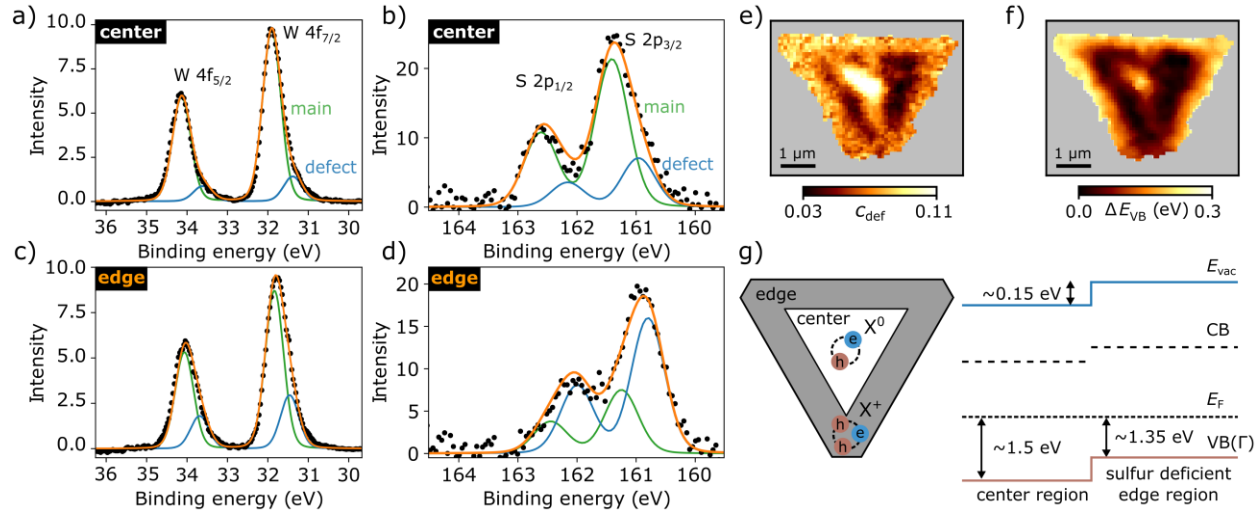 a)
center
10.0
7.5
5.0
2.5
0.0
Intensity
W 4f5/2
W 4f7/2
main
defect
36 35 34 33 32 31 30
Binding energy (eV)
b)
center
20
10
0
Intensity
S 2p1/2
S 2p3/2
main
defect
164 163 162 161 160
Binding energy (eV)
e)
1 μm
0.03 cdef 0.11
f)
1 μm
0.0 ΔEVB (eV) 0.3
c)
edge
10.0
7.5
5.0
2.5
0.0
Intensity
36 35 34 33 32 31 30
Binding energy (eV)
d)
edge
20
15
10
5
0
Intensity
164 163 162 161 160
Binding energy (eV)
g)
edge
center
X0
e
h
X+
h
e
h
Evac
~0.15 eV
CB
EF
~1.5 eV
~1.35 eV
VB(Γ)
center region
sulfur deficient
edge region